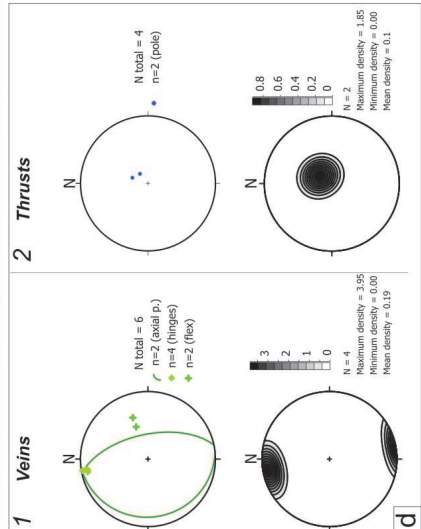 1 Veins
N
N total = 6
n=2 (axial p.)
n=4 (hinges)
n=2 (flex)
3
2
1
0
N = 4
Maximum density = 3.95
Minimum density = 0.00
Mean density = 0.19
d
2 Thrusts
N
N total = 4
n=2 (pole)
N
0.8
0.6
0.4
0.2
0
N = 2
Maximum density = 1.85
Minimum density = 0.00
Mean density = 0.1